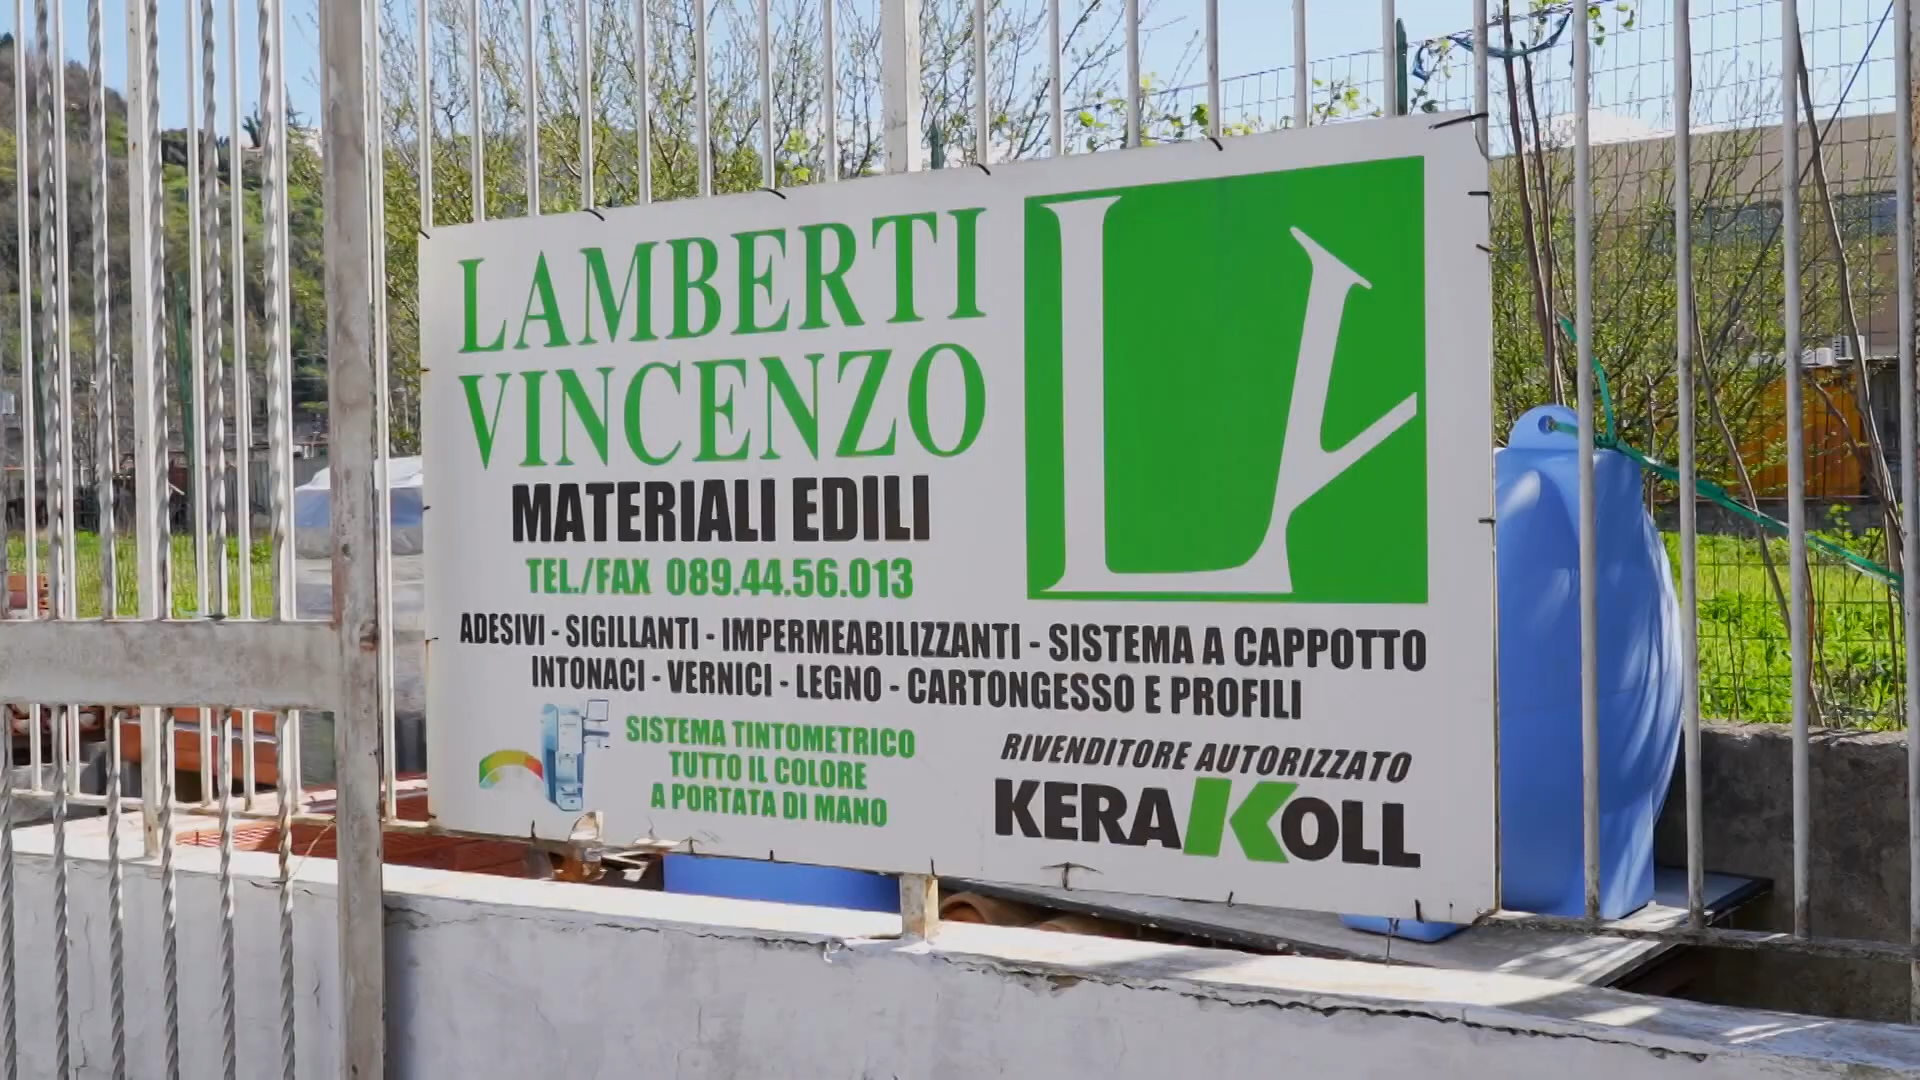 LAMBERTI
VINCENZO
MATERIALI EDILI
TEL./FAX 089.44.56.013
ADESIVI - SIGILLANTI - IMPERMEABILIZZANTI - SISTEMA A CAPPOTTO
INTONACI - VERNICI - LEGNO - CARTONGESSO E PROFILI
SISTEMA TINTOMETRICO
TUTTO IL COLORE
A PORTATA DI MANO
RIVENDITORE AUTORIZZATO
KERAKOLL